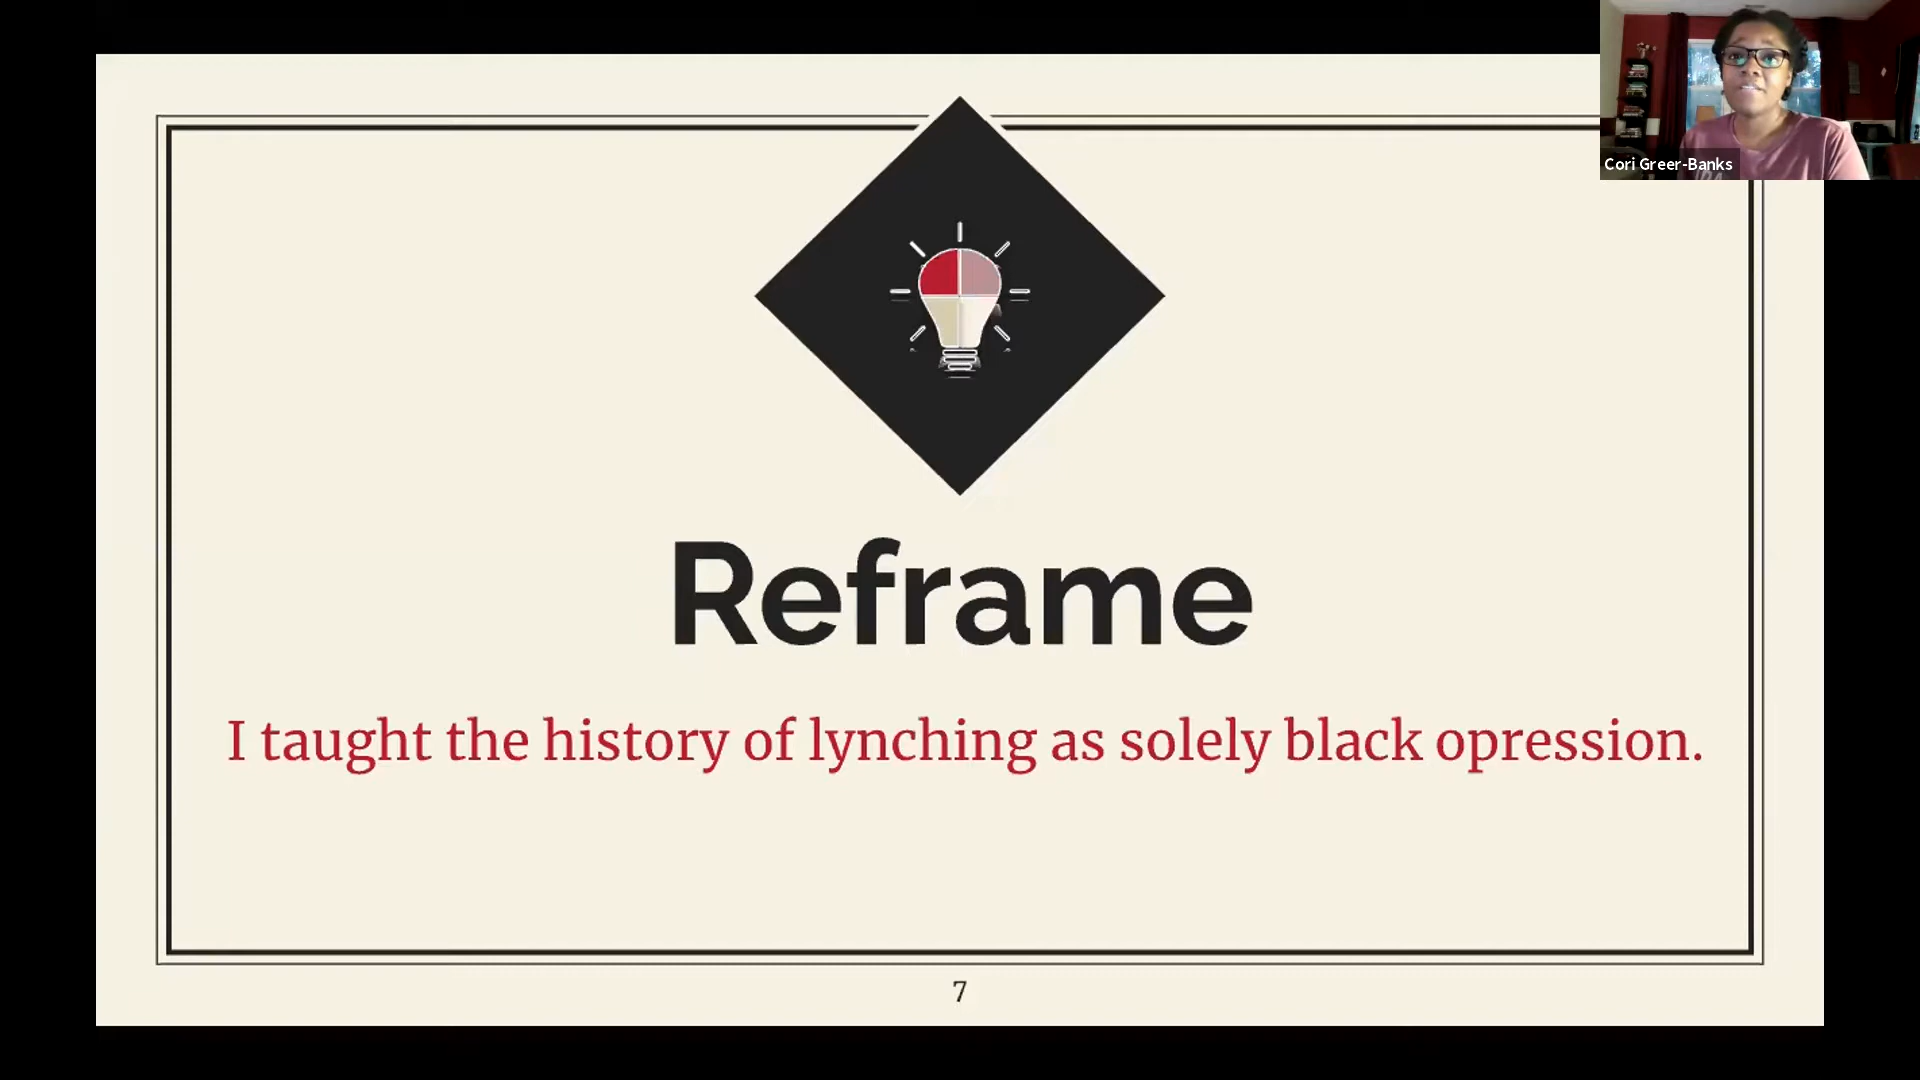 Cori Greer-Banks
Reframe
I taught the history of lynching as solely black opression.
7